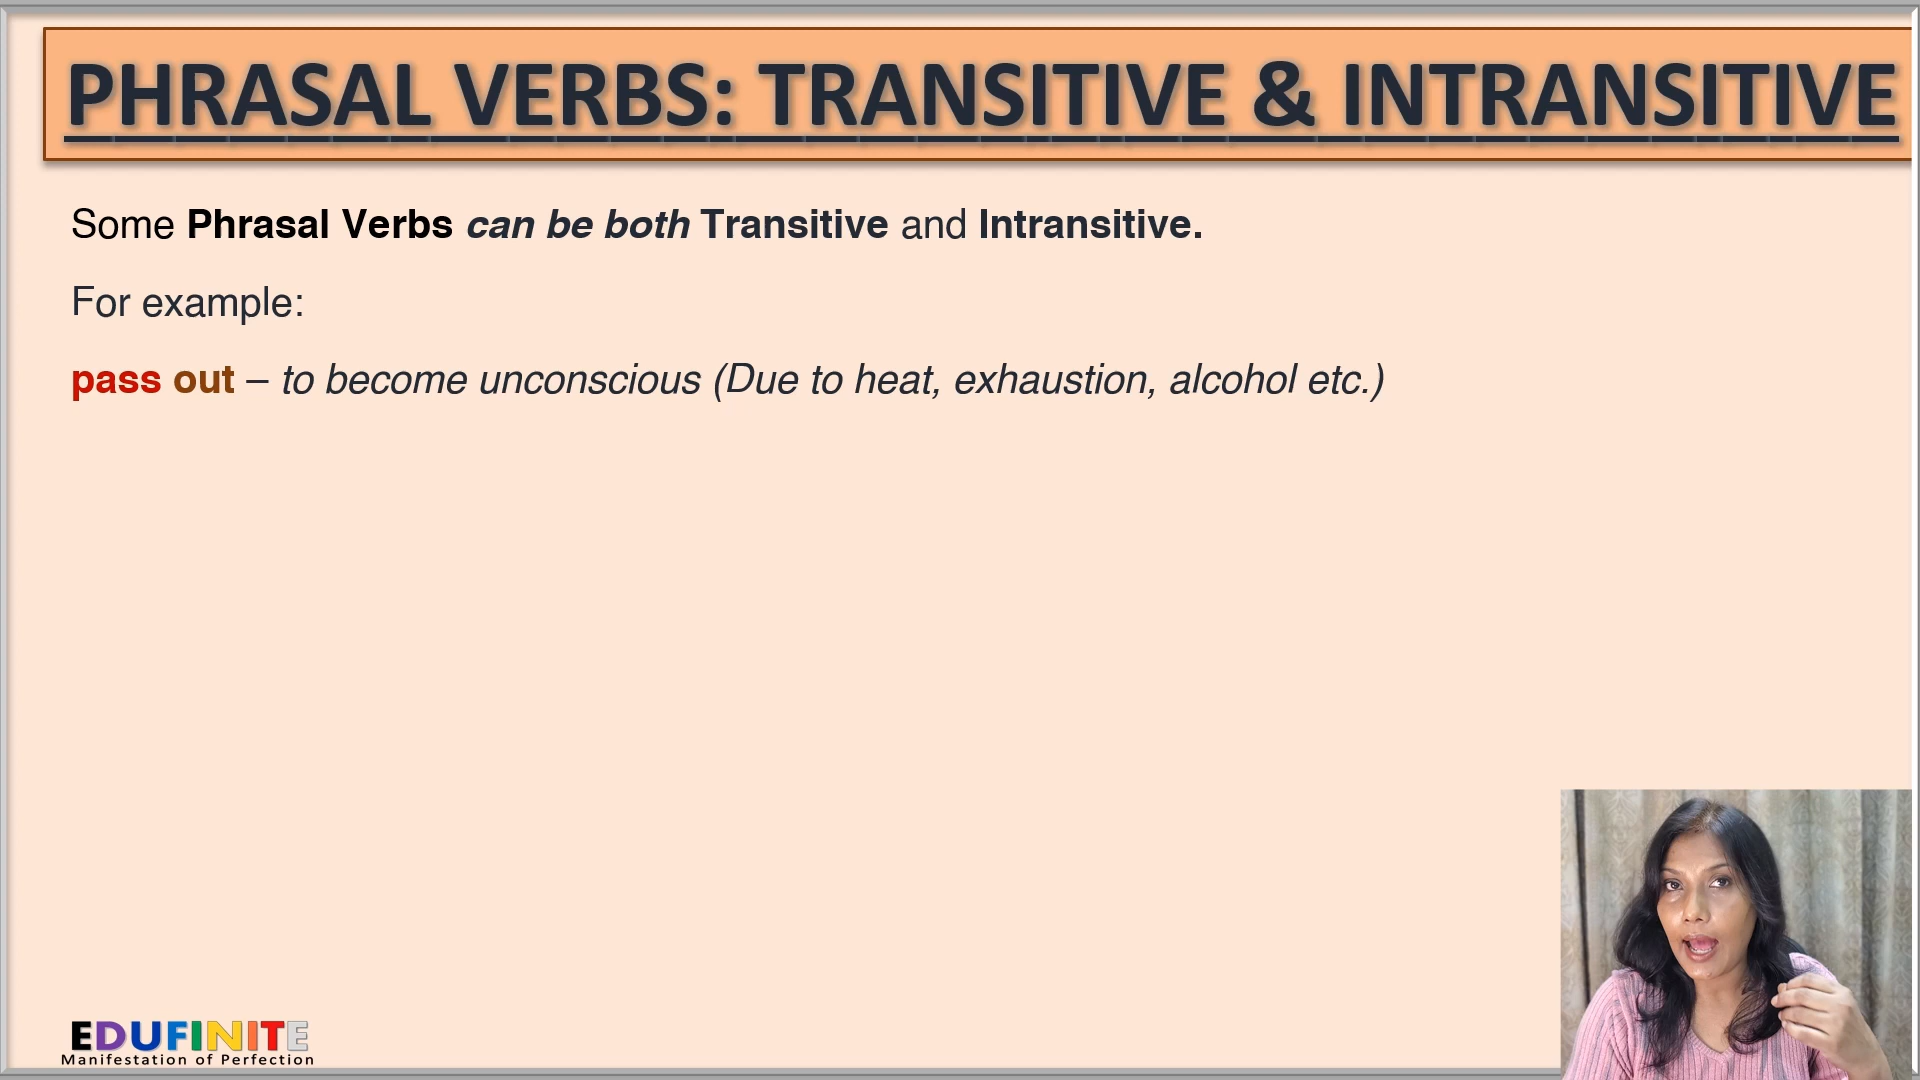 PHRASAL VERBS: TRANSITIVE & INTRANSITIVE
Some Phrasal Verbs can be both Transitive and Intransitive.
For example:
pass out – to become unconscious (Due to heat, exhaustion, alcohol etc.)
EDUFINITE
Manifestation of Perfection